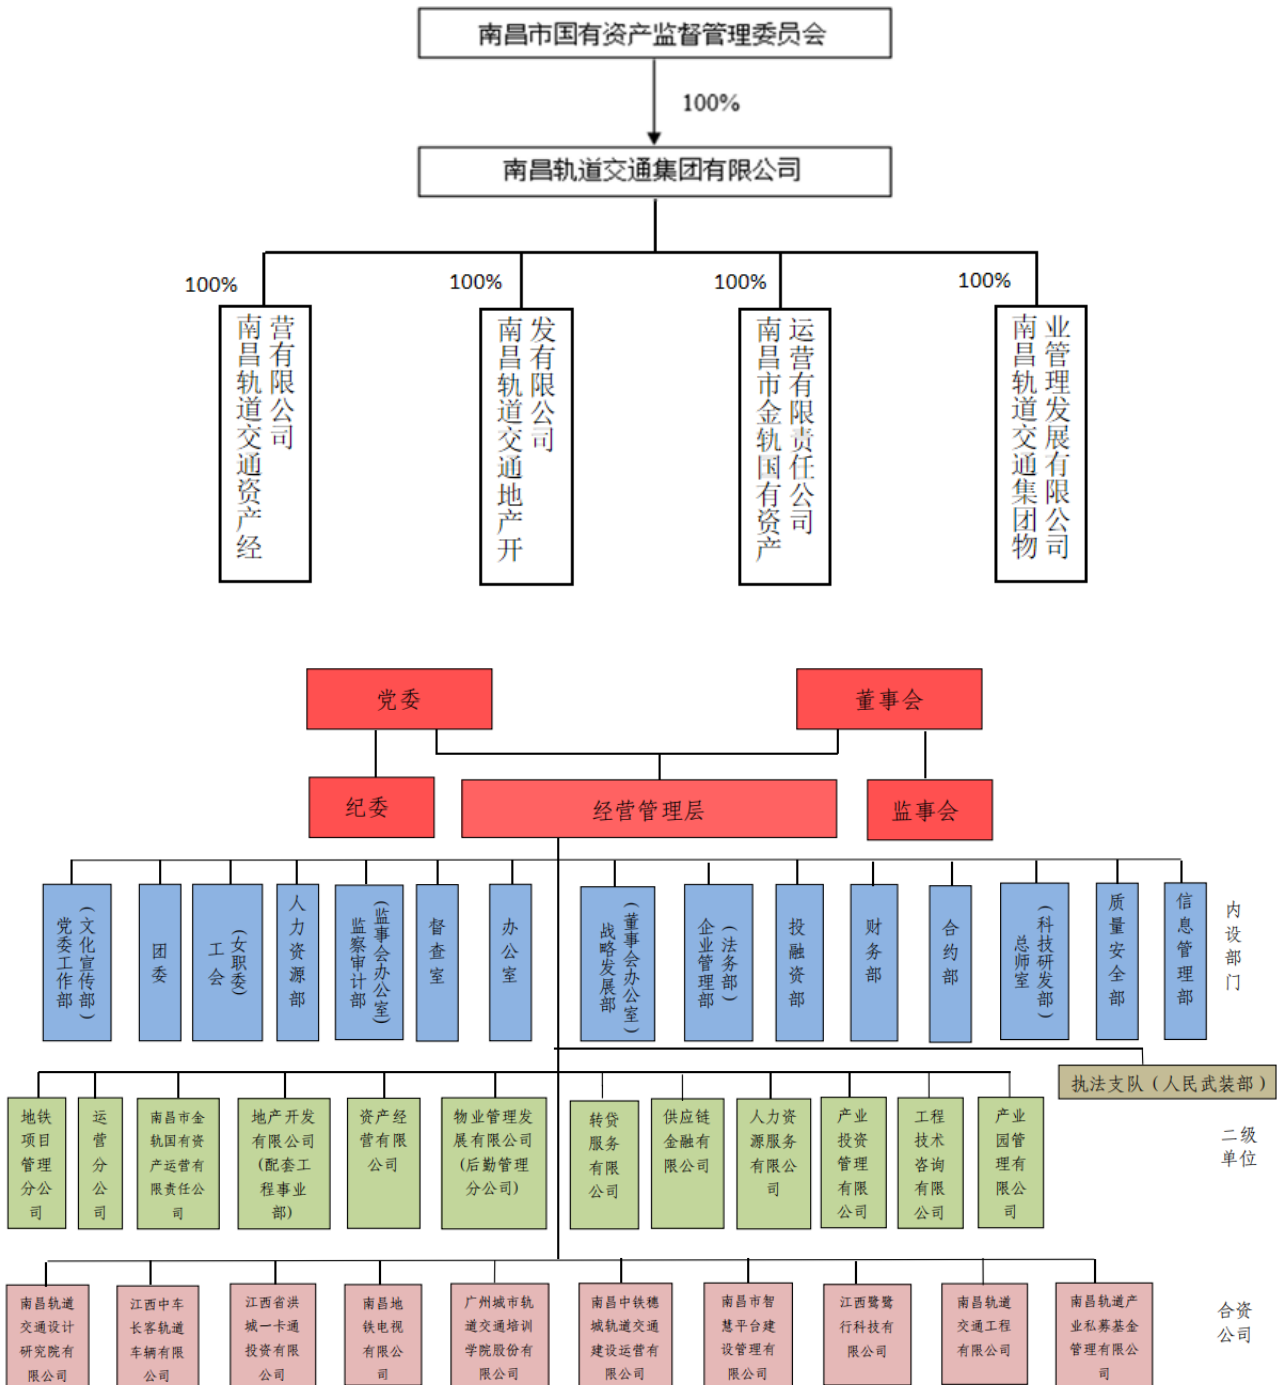 南昌市国有资产监督管理委员会
100%
南昌轨道交通集团有限公司
100%
100%
100%
100%
南昌轨道交通资产经
营有限公司
南昌轨道交通地产开
发有限公司
南昌市金轨国有资产
运营有限责任公司
南昌轨道交通集团物
业管理发展有限公司
党委
董事会
纪委
经营管理层
监事会
党委工作部
(文化宣传部)
团委
工会
(女职委)
人力资源部
监察审计部
(监事会办公室)
督查室
办公室
战略发展部
(董事会办公室)
企业管理部
(法务部)
投融资部
财务部
合约部
总师室
(科技研发部)
质量安全部
信息管理部
内设部门
执法支队(人民武装部)
地铁
项目
管理
分公
司
运
营
分
公
司
南昌市金
轨国有资
产运营有
限责任公
司
地产开发
有限公司
(配套工
程事业
部)
资产经
营有限
公司
物业管理发
展有限公司
(后勤管理
分公司)
转贷
服务
有限
公司
供应链
金融有
限公司
人力资
源服务
有限公
司
产业
投资
管理
有限
公司
工程
技术
咨询
有限
公司
产业
园管
理有
限公
司
二级
单位
南昌轨道
交通设计
研究院有
限公司
江西中车
长客轨道
车辆有限
公司
江西省洪
城一卡通
投资有限
公司
南昌地
铁电视
有限公
司
广州城市轨
道交通培训
学院股份有
限公司
南昌中铁穗
城轨道交通
建设运营有
限公司
南昌市智
慧平台建
设管理有
限公司
江西鹭鹭
行科技有
限公司
南昌轨道
交通工程
有限公司
南昌轨道产
业私募基金
管理有限公
司
合资
公司